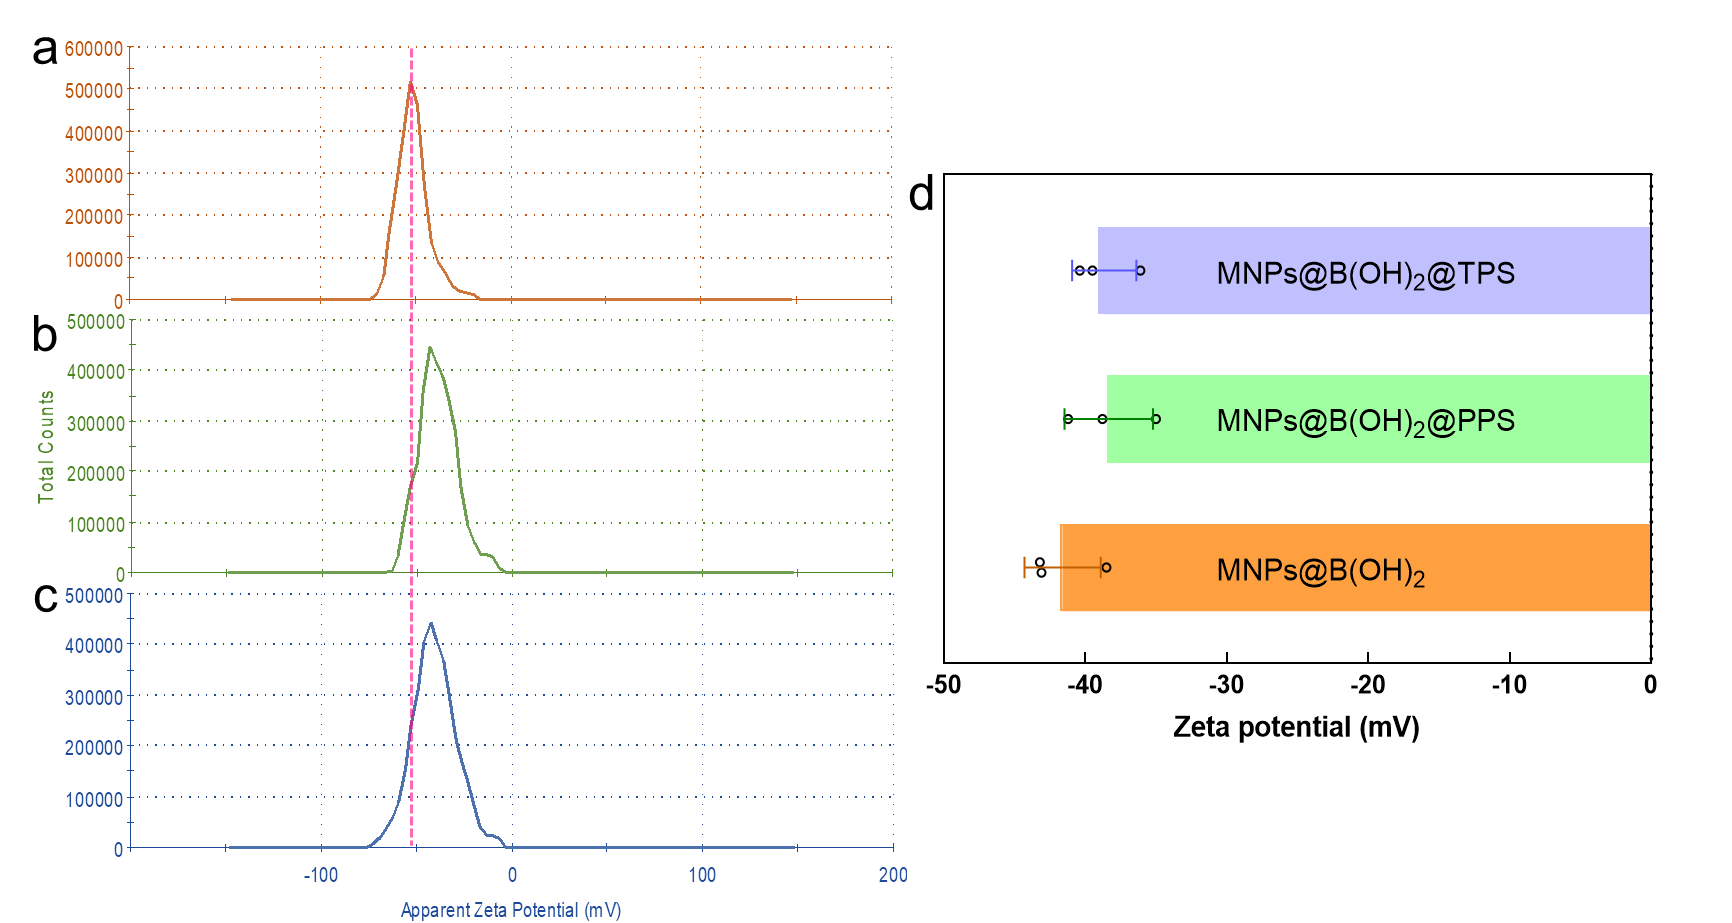 a
600000
500000
400000
300000
200000
100000
0
b
500000
400000
300000
200000
100000
0
Total Counts
c
500000
400000
300000
200000
100000
0
-100
0
100
200
Apparent Zeta Potential (mV)
d
MNPs@B(OH)₂@TPS
MNPs@B(OH)₂@PPS
MNPs@B(OH)₂
-50
-40
-30
-20
-10
0
Zeta potential (mV)